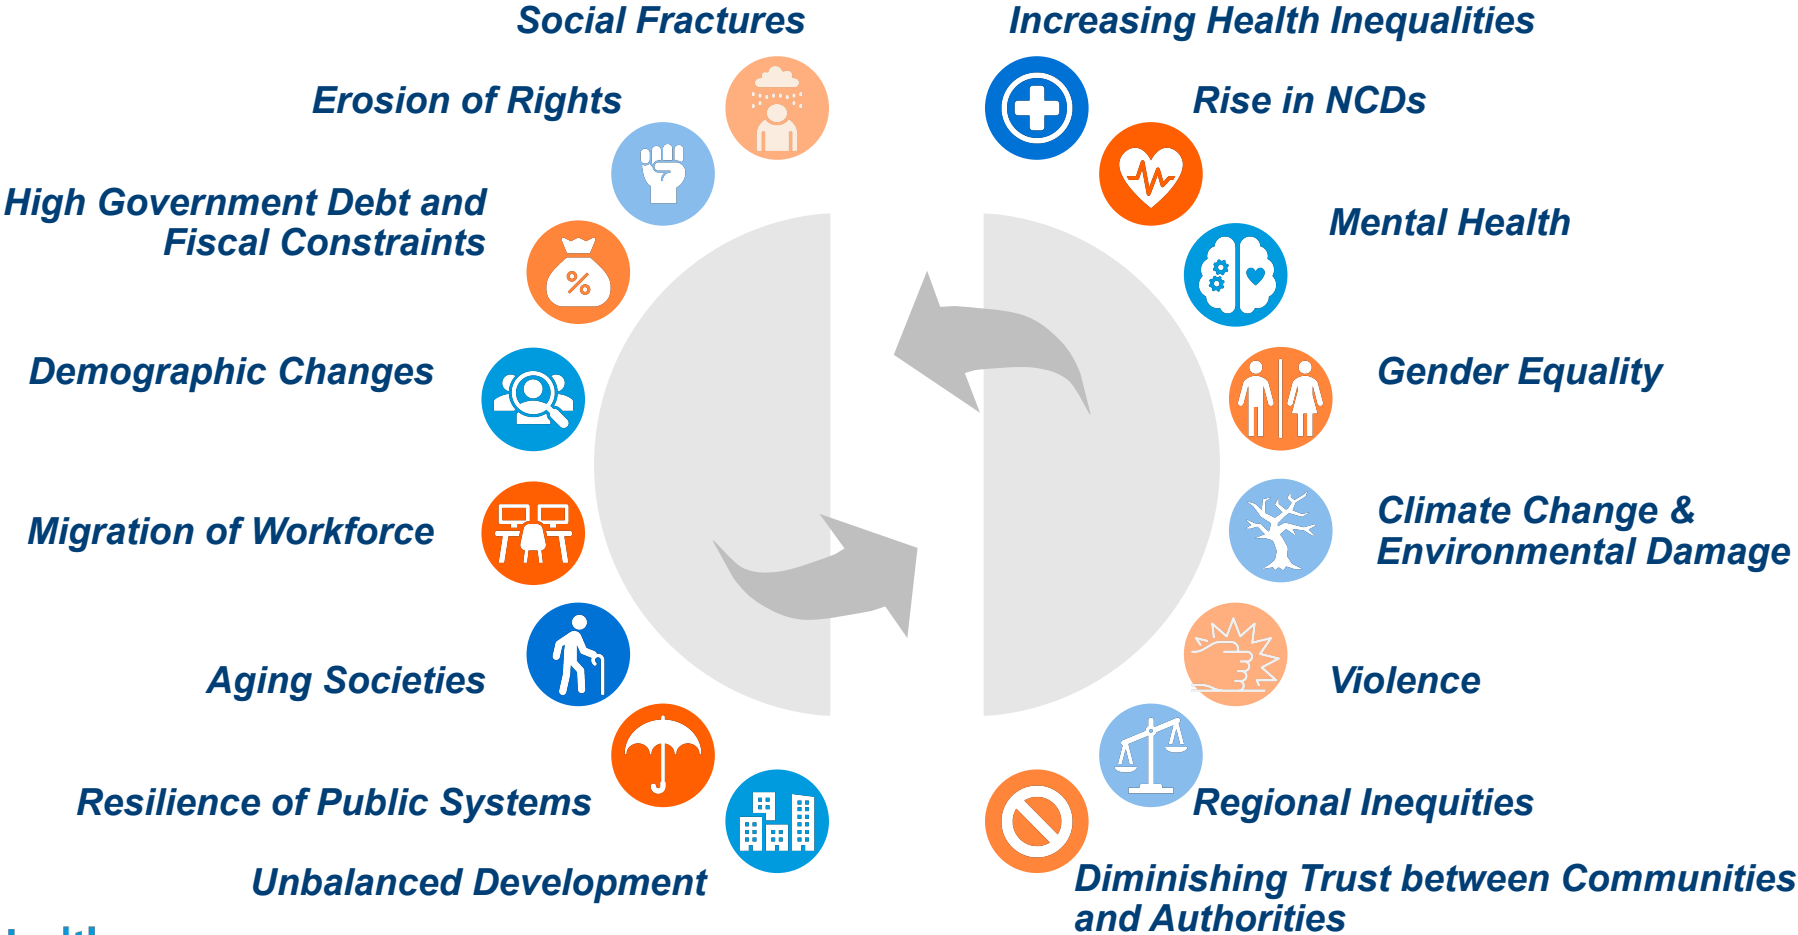 Social Fractures
Erosion of Rights
High Government Debt and
Fiscal Constraints
Demographic Changes
Migration of Workforce
Aging Societies
Resilience of Public Systems
Unbalanced Development
Increasing Health Inequalities
Rise in NCDs
Mental Health
Gender Equality
Climate Change &
Environmental Damage
Violence
Regional Inequities
Diminishing Trust between Communities
and Authorities
%